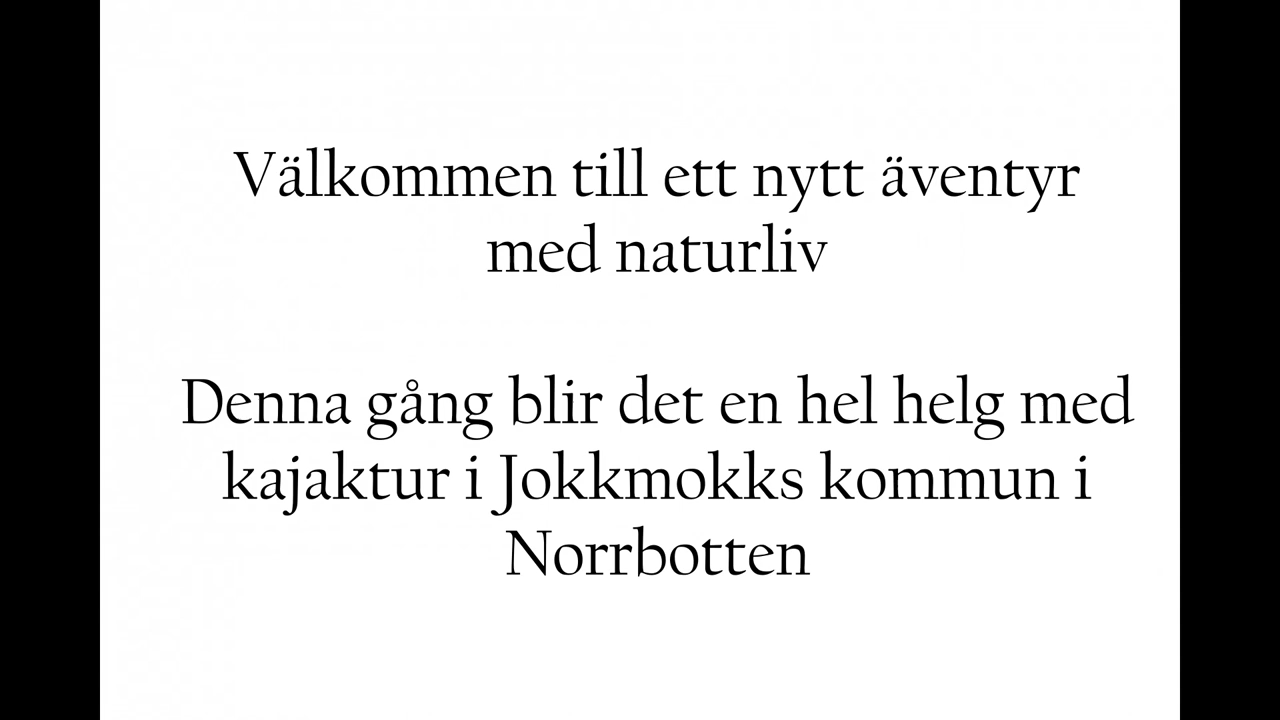 Välkommen till ett nytt äventyr
med naturliv
Denna gång blir det en hel helg med
kajaktur i Jokkmokks kommun i
Norrbotten